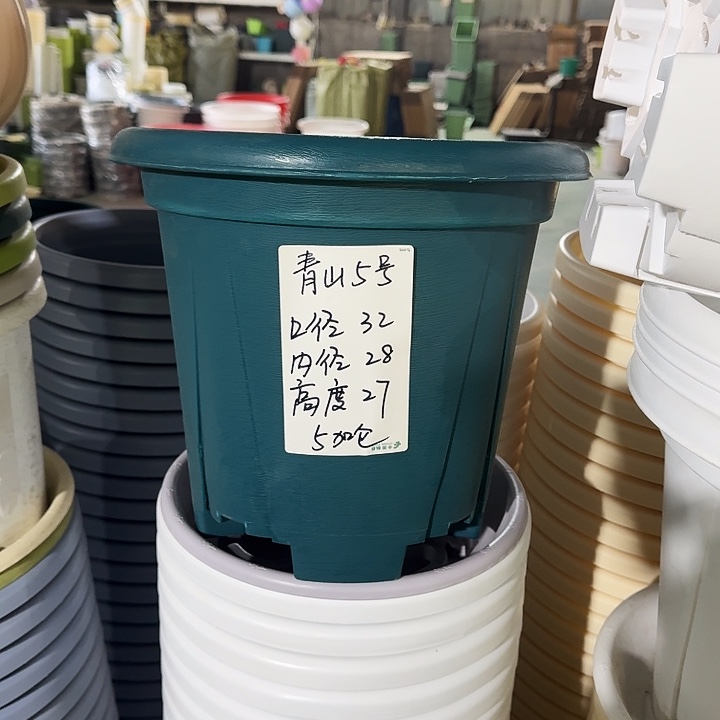 青山5号
口径 32
内径 28
高度 27
5加仑